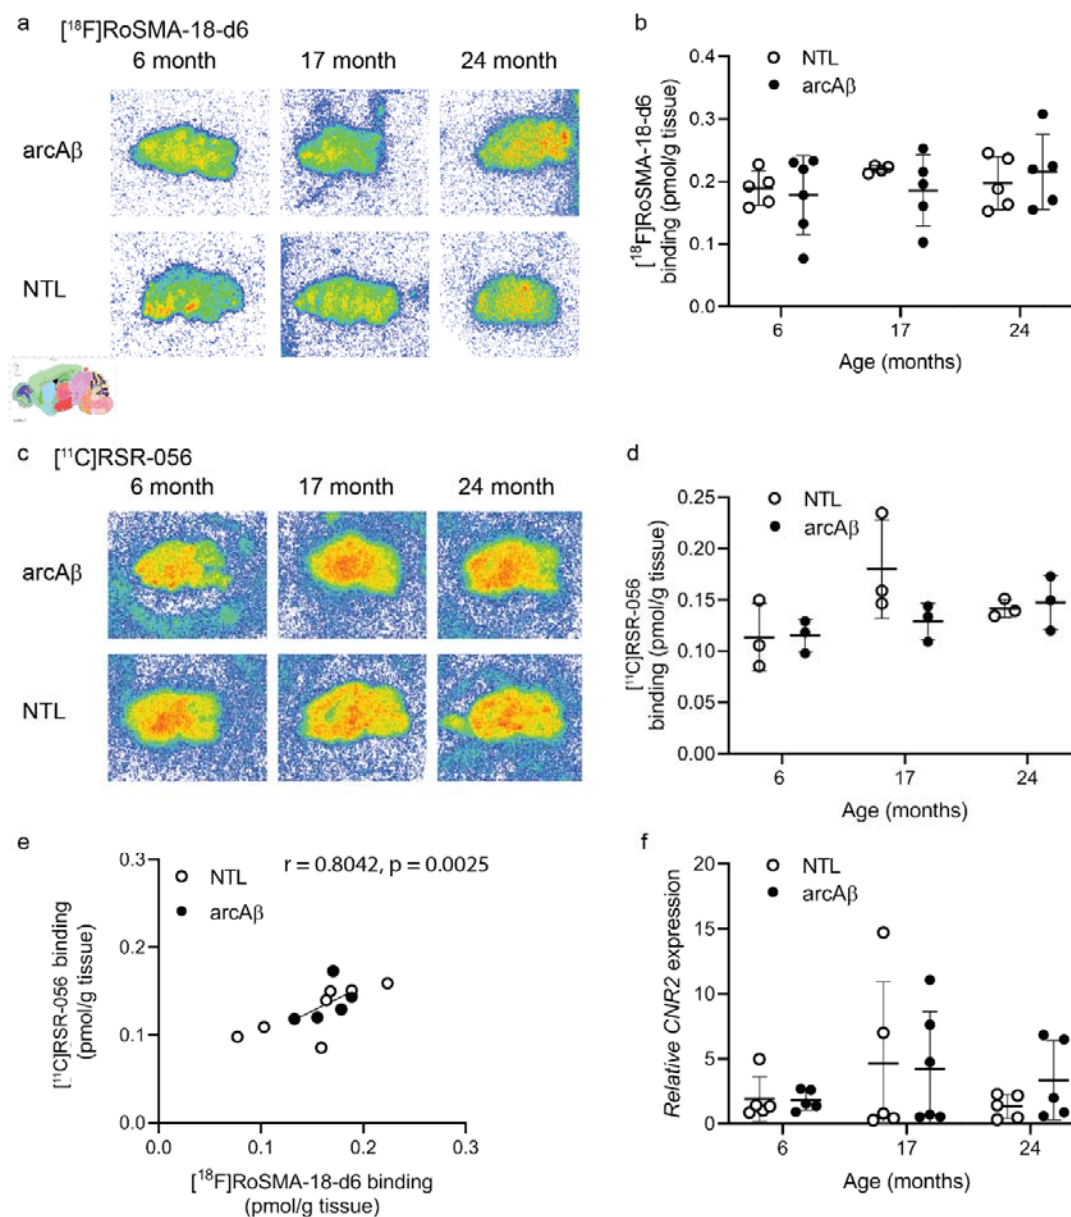 a [¹⁸F]RoSMA-18-d6
6 month 17 month 24 month
arcAβ
NTL
b
NTL
arcAβ
[¹⁸F]RoSMA-18-d6
binding (pmol/g tissue)
0.4
0.3
0.2
0.1
0.0
6 17 24
Age (months)
c [¹¹C]RSR-056
6 month 17 month 24 month
arcAβ
NTL
d
NTL
arcAβ
[¹¹C]RSR-056
binding (pmol/g tissue)
0.25
0.20
0.15
0.10
0.05
0.00
6 17 24
Age (months)
e
r = 0.8042, p = 0.0025
NTL
arcAβ
[¹¹C]RSR-056 binding
(pmol/g tissue)
0.3
0.2
0.1
0.0
0.0 0.1 0.2 0.3
[¹⁸F]RoSMA-18-d6 binding
(pmol/g tissue)
f
NTL
arcAβ
Relative CNR2 expression
20
15
10
5
0
6 17 24
Age (months)